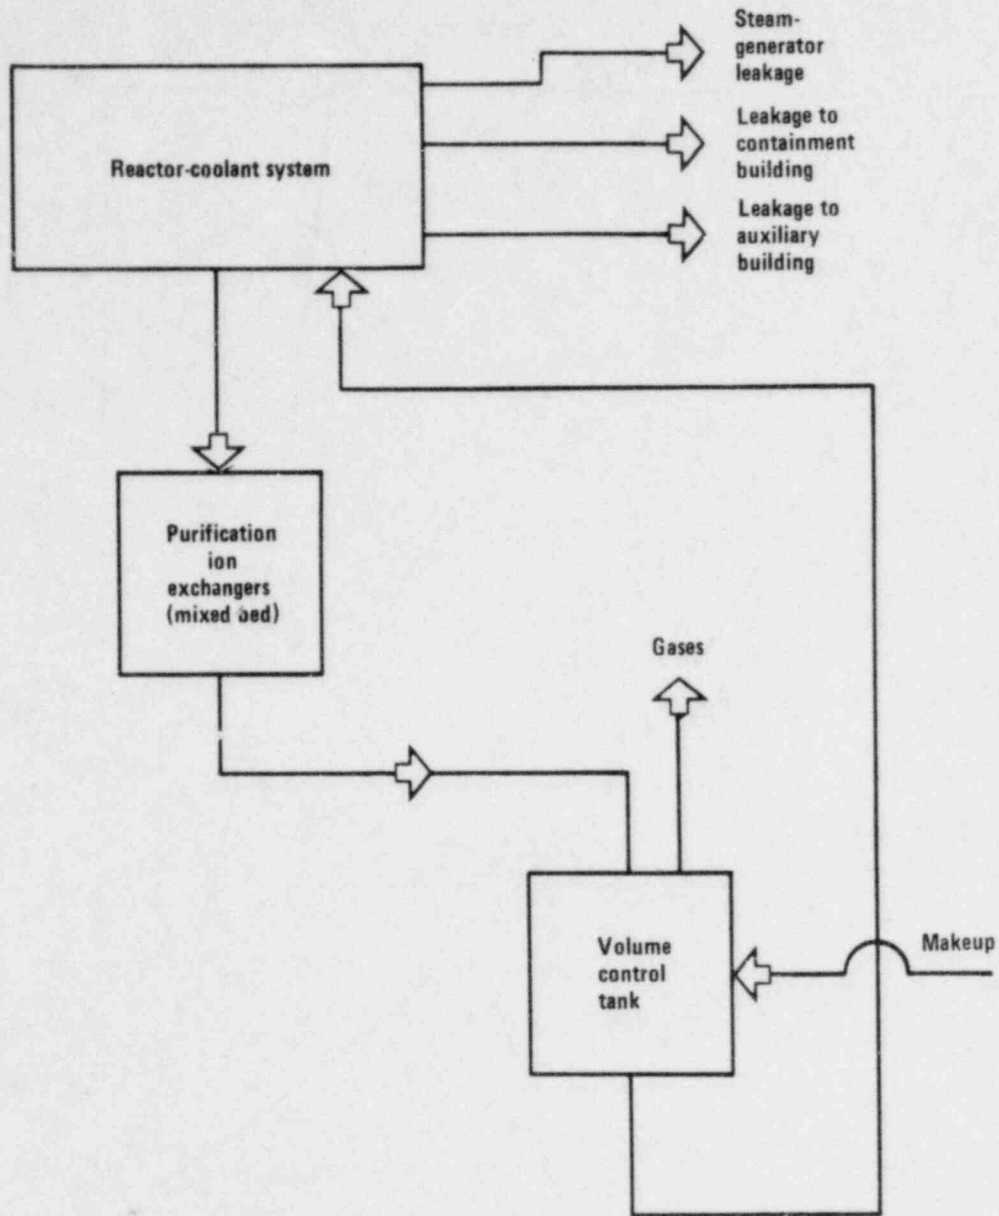 Steam-
generator
leakage
Reactor-coolant system
Leakage to
containment
building
Leakage to
auxiliary
building
Purification
ion
exchangers
(mixed bed)
Gases
Volume
control
tank
Makeup